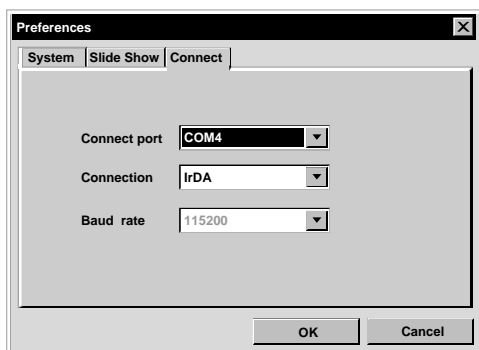 Preferences
System Slide Show Connect
Connect port COM4
Connection IrDA
Baud rate 115200
OK Cancel